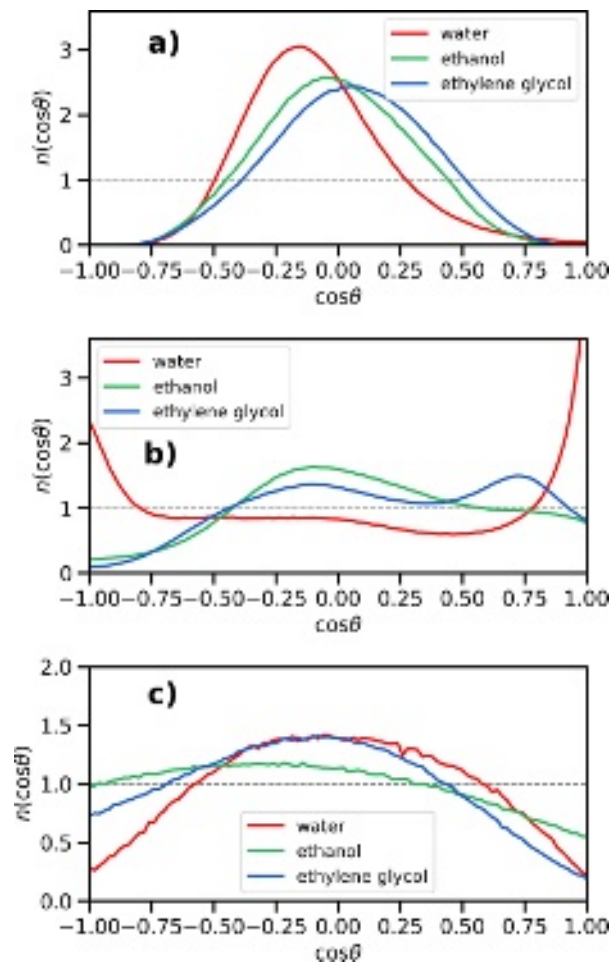 a)
water
ethanol
ethylene glycol
3
2
1
0
n(cosθ)
−1.00 −0.75 −0.50 −0.25 0.00 0.25 0.50 0.75 1.00
cosθ
water
ethanol
ethylene glycol
b)
3
2
1
0
n(cosθ)
−1.00 −0.75 −0.50 −0.25 0.00 0.25 0.50 0.75 1.00
cosθ
c)
2.0
1.5
1.0
0.5
0.0
n(cosθ)
water
ethanol
ethylene glycol
−1.00 −0.75 −0.50 −0.25 0.00 0.25 0.50 0.75 1.00
cosθ